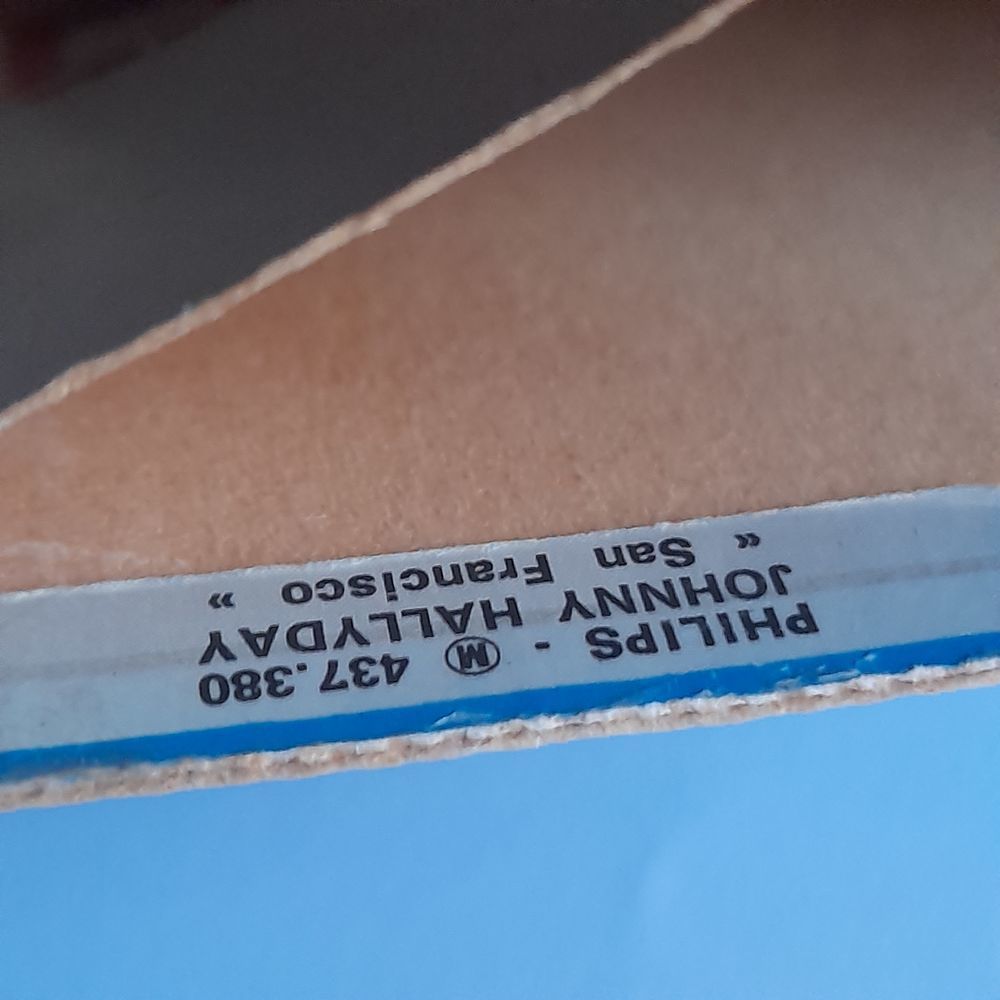 PHILIPS - Ⓜ 437.380
JOHNNY HALLYDAY
« San Francisco »